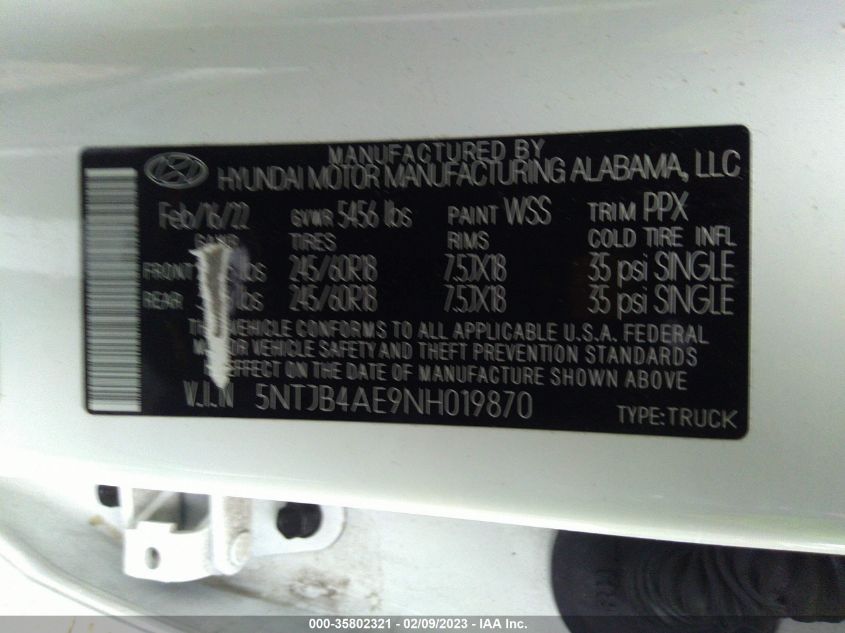 MANUFACTURED BY
HYUNDAI MOTOR MANUFACTURING ALABAMA, LLC
Feb/16/22 GVWR 5456 lbs PAINT WSS TRIM PPX
TIRES RIMS COLD TIRE INFL
FRONT lbs 245/60R18 7.5JX18 35 psi SINGLE
REAR lbs 245/60R18 7.5JX18 35 psi SINGLE
VEHICLE CONFORMS TO ALL APPLICABLE U.S.A. FEDERAL
VEHICLE SAFETY AND THEFT PREVENTION STANDARDS
DATE OF MANUFACTURE SHOWN ABOVE
V.I.N 5NTJB4AE9NH019870 TYPE:TRUCK
000-35802321 - 02/09/2023 - IAA Inc.